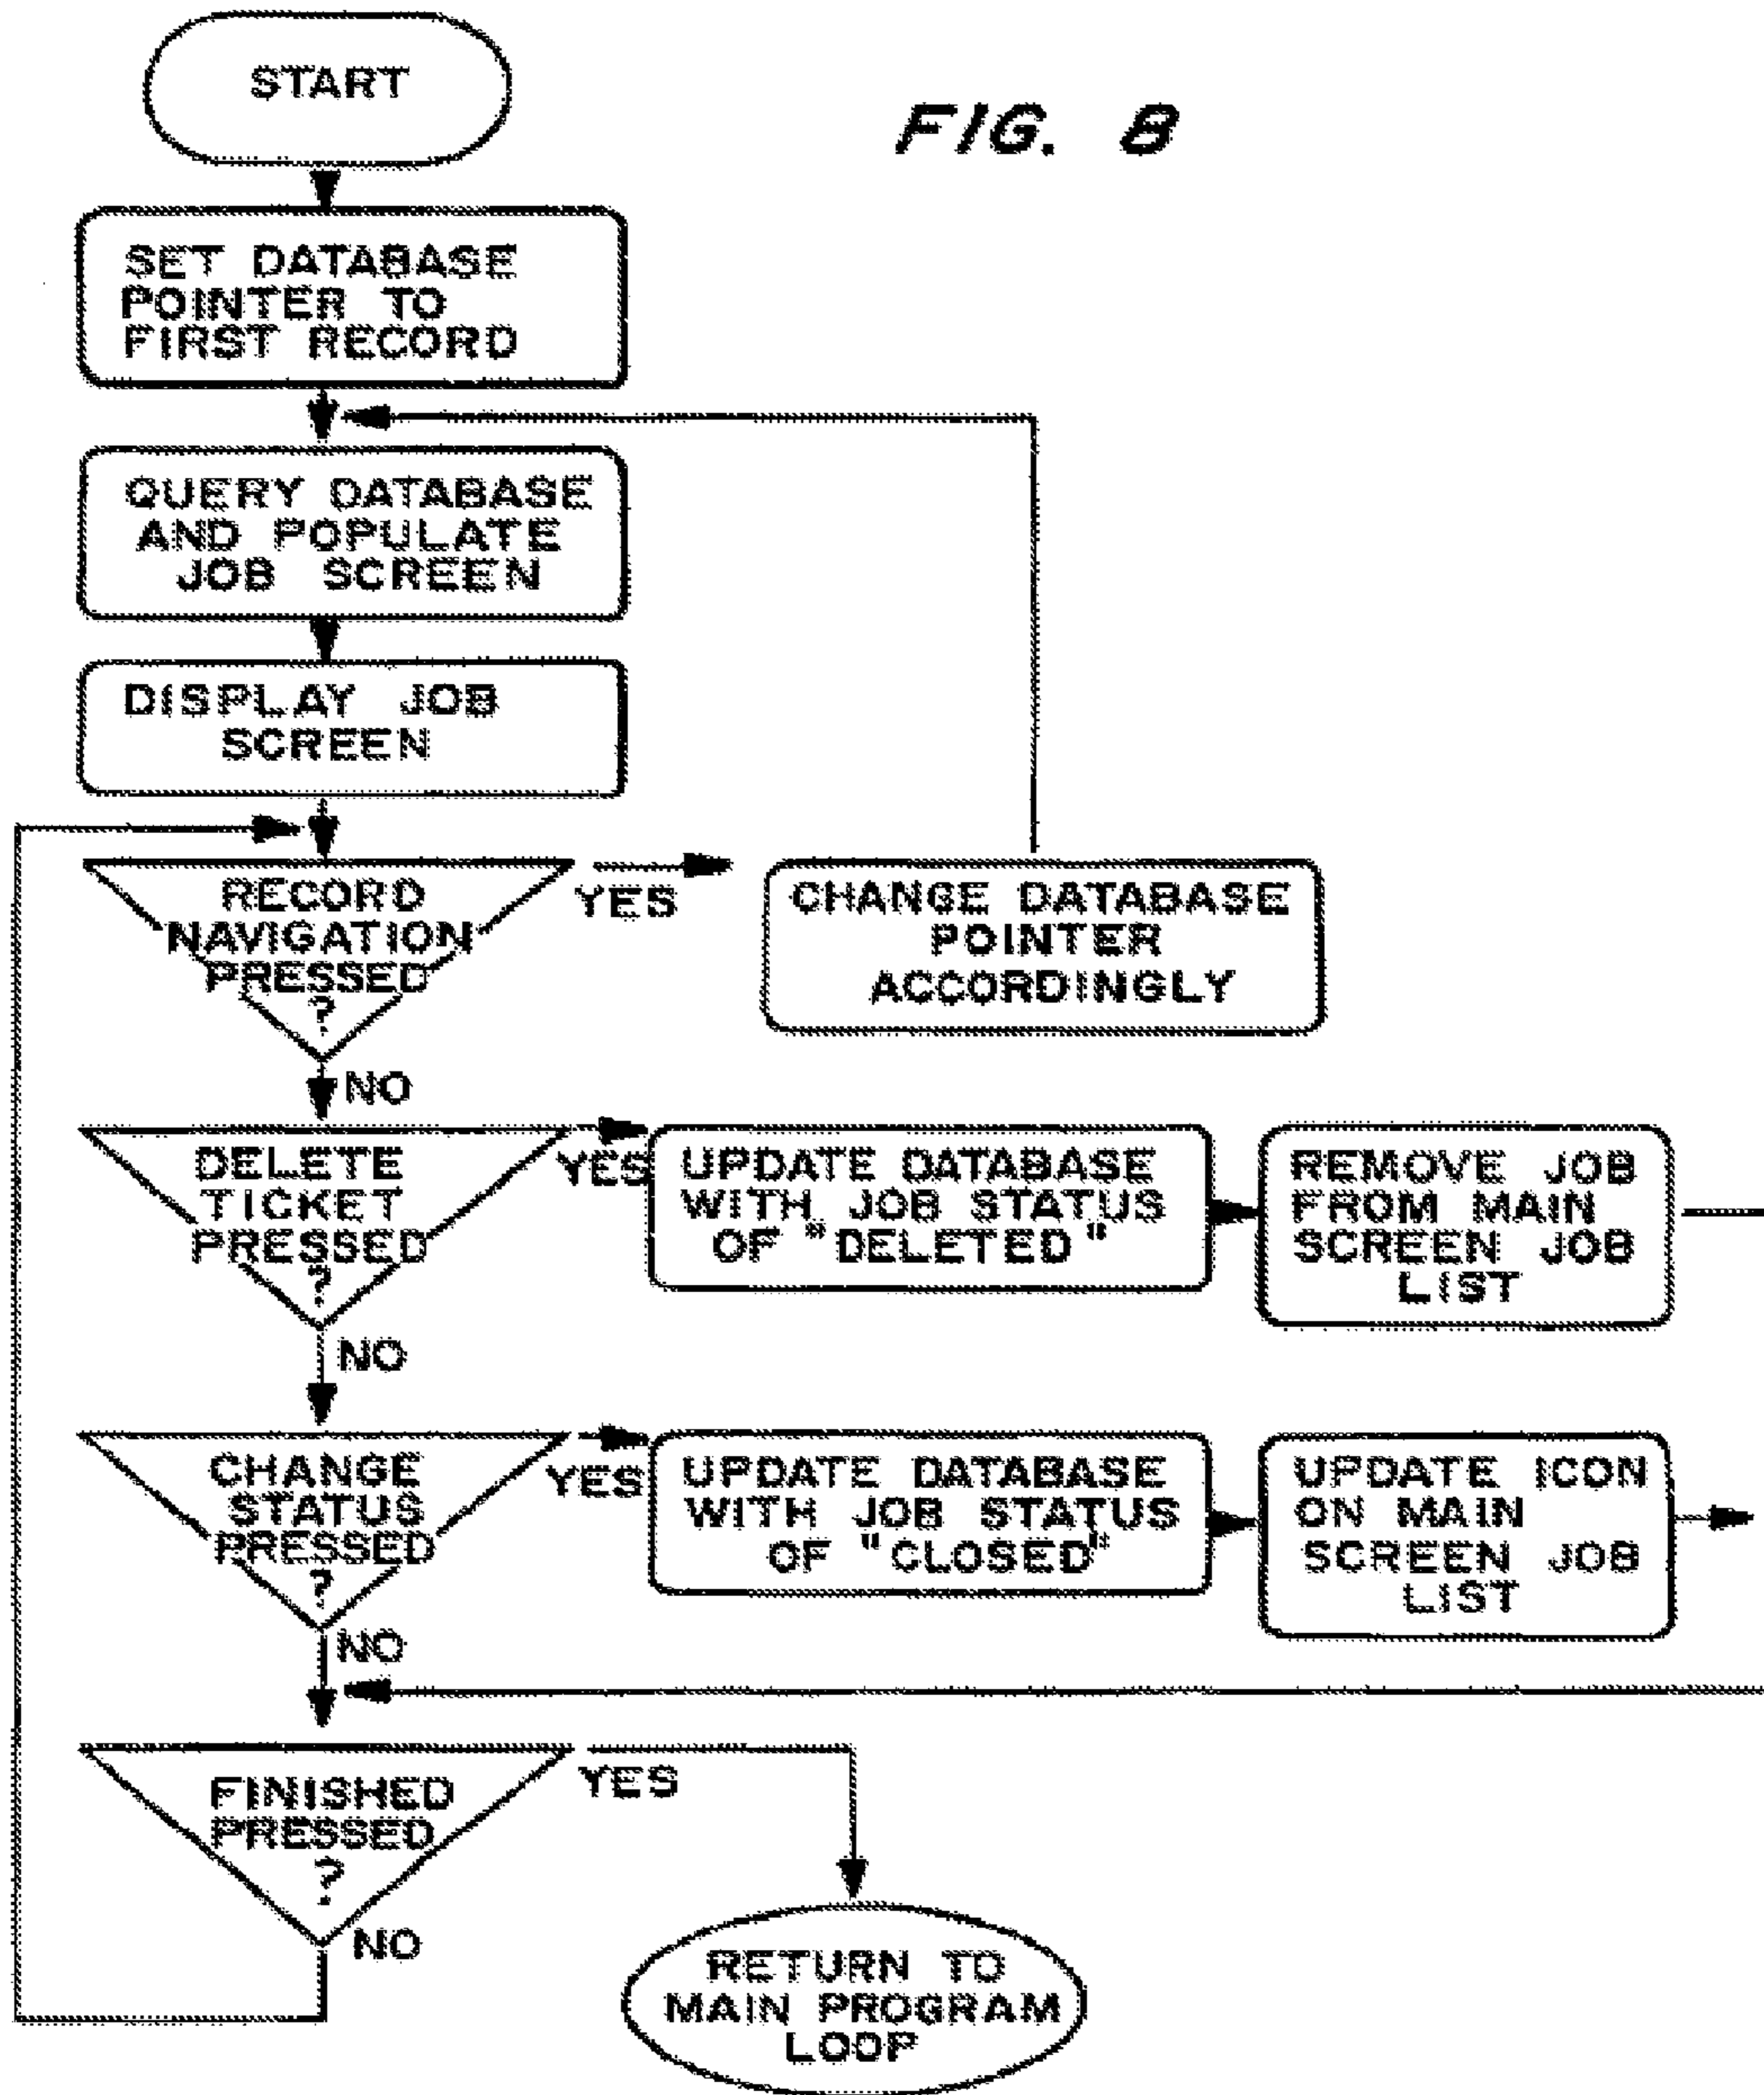 START
FIG. 8
SET DATABASE
POINTER TO
FIRST RECORD
QUERY DATABASE
AND POPULATE
JOB SCREEN
DISPLAY JOB
SCREEN
RECORD
NAVIGATION
PRESSED
?
YES
CHANGE DATABASE
POINTER
ACCORDINGLY
NO
DELETE
TICKET
PRESSED
?
YES
UPDATE DATABASE
WITH JOB STATUS
OF "DELETED"
REMOVE JOB
FROM MAIN
SCREEN JOB
LIST
NO
CHANGE
STATUS
PRESSED
?
YES
UPDATE DATABASE
WITH JOB STATUS
OF "CLOSED"
UPDATE ICON
ON MAIN
SCREEN JOB
LIST
NO
FINISHED
PRESSED
?
YES
NO
RETURN TO
MAIN PROGRAM
LOOP